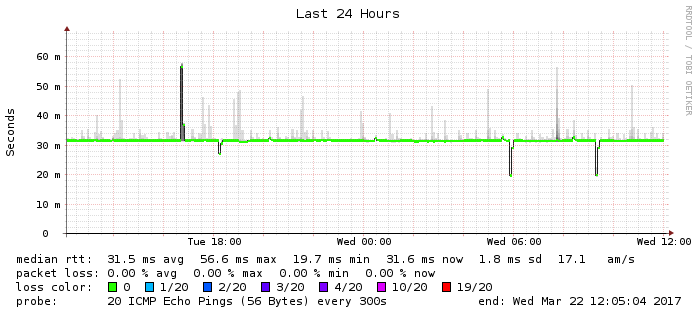 Last 24 Hours
RRDTOOL / TOBI OETIKER
Seconds
60 m
50 m
40 m
30 m
20 m
10 m
0
Tue 18:00 Wed 00:00 Wed 06:00 Wed 12:00
median rtt: 31.5 ms avg 56.6 ms max 19.7 ms min 31.6 ms now 1.8 ms sd 17.1 am/s
packet loss: 0.00 % avg 0.00 % max 0.00 % min 0.00 % now
loss color: 0 1/20 2/20 3/20 4/20 10/20 19/20
probe: 20 ICMP Echo Pings (56 Bytes) every 300s end: Wed Mar 22 12:05:04 2017